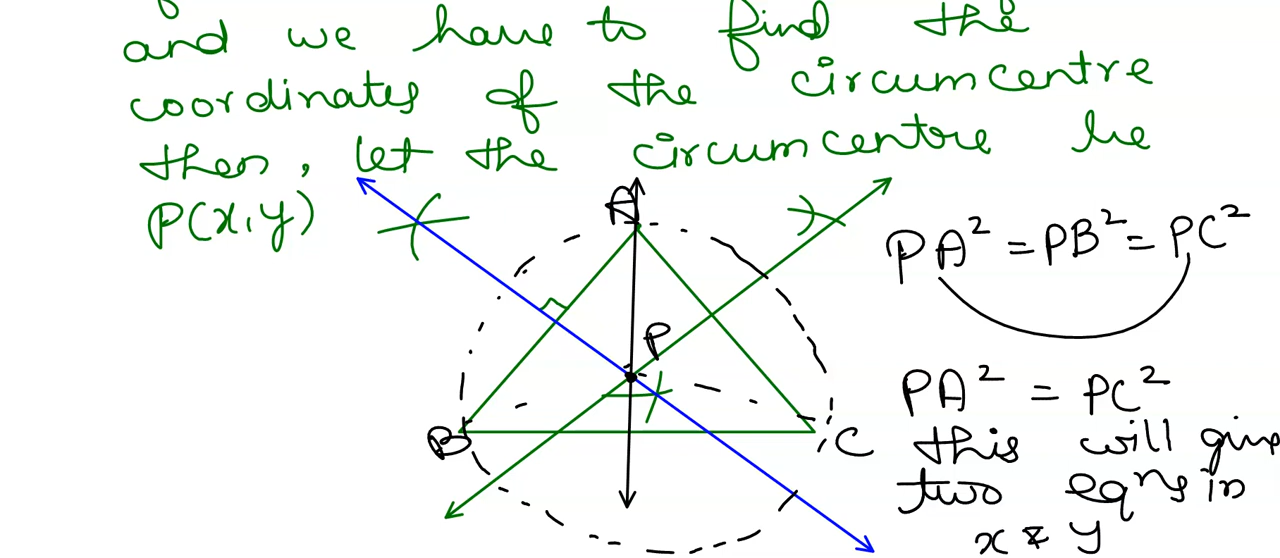 and we have to find the
coordinates of the circumcentre
then, let the circumcentre be
P(x,y)
A
PA² = PB² = PC²
P
PA² = PC²
B
C
this will give
two eqns in
x & y